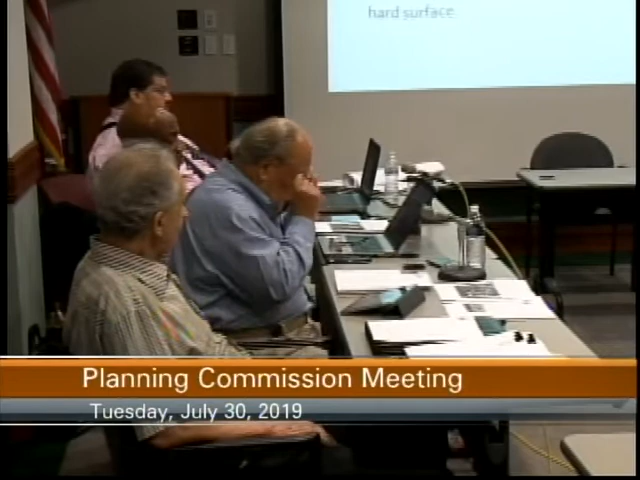 hard surface
Planning Commission Meeting
Tuesday, July 30, 2019